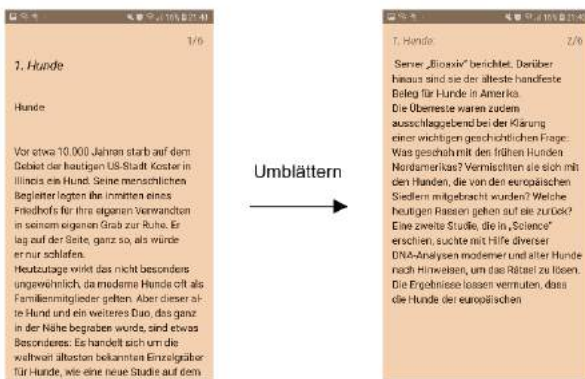 16% 21:43
1/6
1. Hunde
Hunde
Vor etwa 10.000 Jahren starb auf dem
Gebiet der heutigen US-Stadt Koster in
Illinois ein Hund. Seine menschlichen
Begleiter legten ihn inmitten eines
Friedhofs für ihre eigenen Verwandten
in seinem eigenen Grab zur Ruhe. Er
lag auf der Seite, ganz so, als würde
er nur schlafen.
Heutzutage wirkt das nicht besonders
ungewöhnlich, da moderne Hunde oft als
Familienmitglieder gelten. Aber dieser al-
te Hund und ein weiteres Duo, das ganz
in der Nähe begraben wurde, sind etwas
Besonderes: Es handelt sich um die
weltweit ältesten bekannten Einzelgräber
für Hunde, wie eine neue Studie auf dem
Umblättern
16% 21:43
1. Hunde
2/6
Server „Bioaxiv“ berichtet. Darüber
hinaus sind sie der älteste handfeste
Beleg für Hunde in Amerika.
Die Überreste waren zudem
ausschlaggebend bei der Klärung
einer wichtigen geschichtlichen Frage:
Was geschah mit den frühen Hunden
Nordamerikas? Vermischten sie sich mit
den Hunden, die von den europäischen
Siedlern mitgebracht wurden? Welche
heutigen Rassen gehen auf sie zurück?
Eine zweite Studie, die in „Science“
erschien, suchte mit Hilfe diverser
DNA-Analysen moderner und alter Hunde
nach Hinweisen, um das Rätsel zu lösen.
Die Ergebnisse lassen vermuten, dass
die Hunde der europäischen